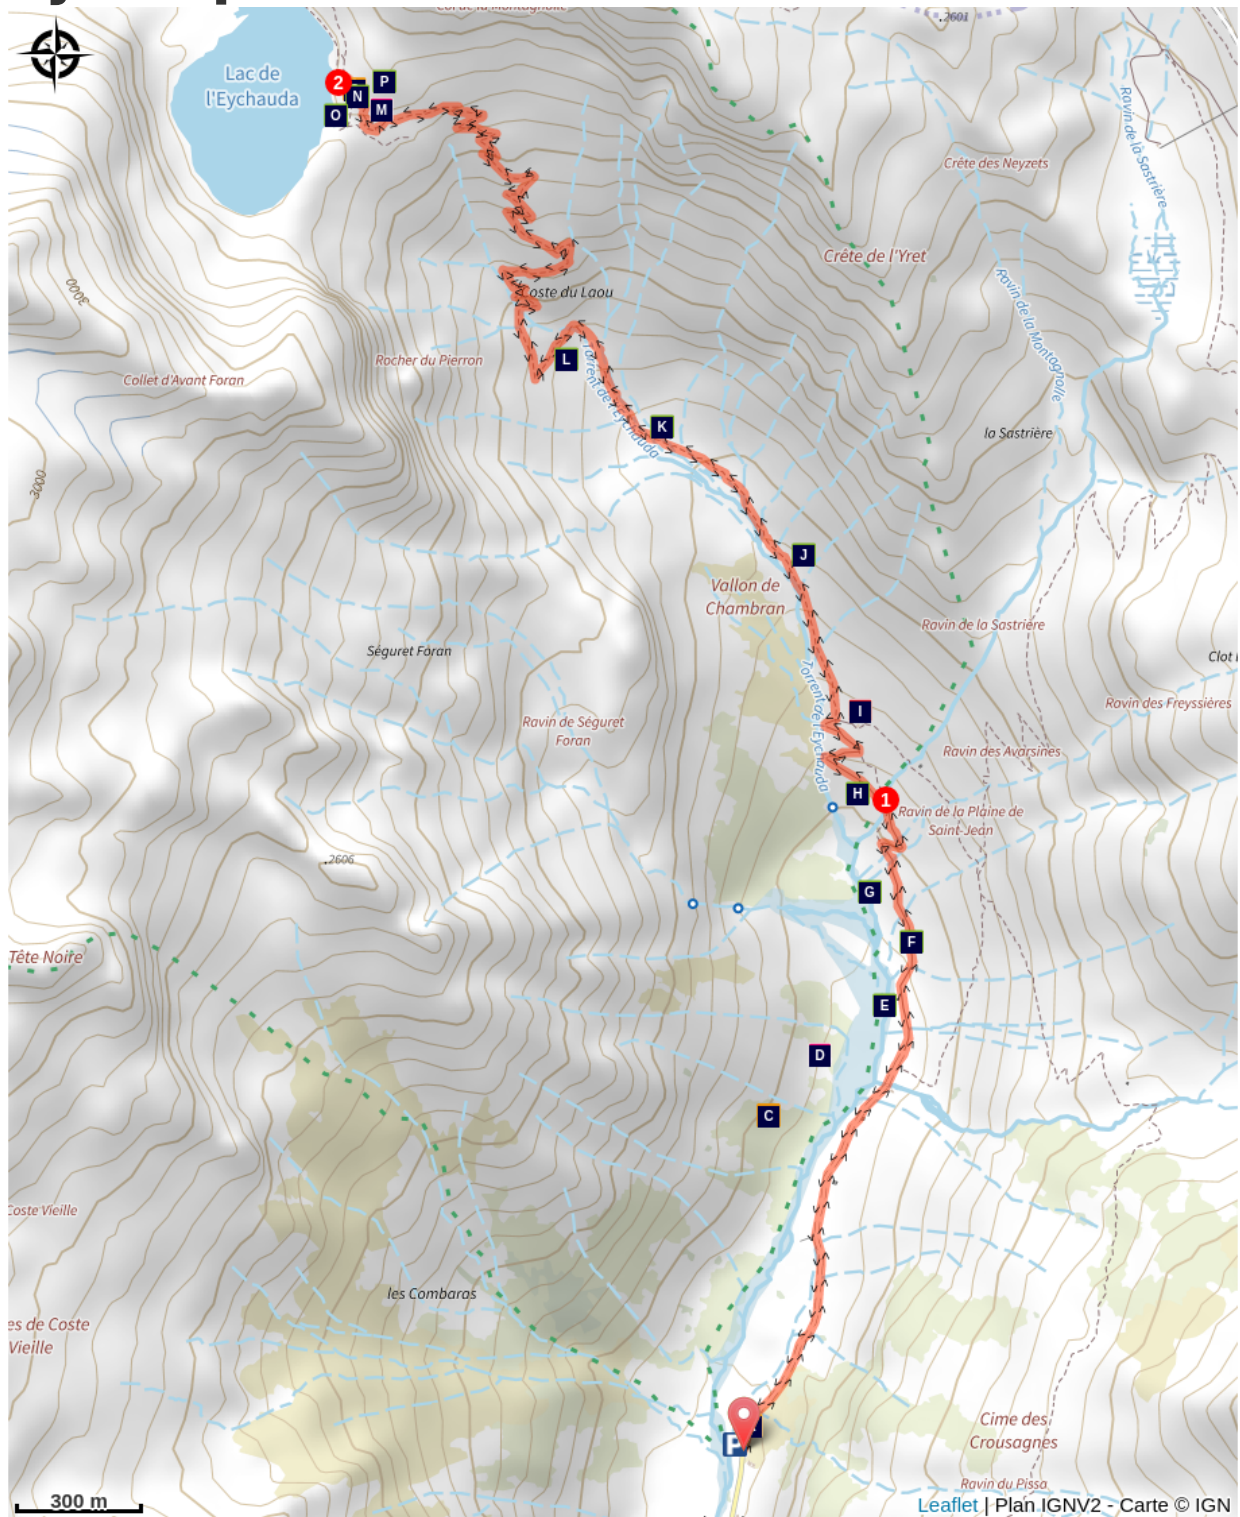 .2601
Lac de
l'Eychauda
2
P
N
M
O
Ravin de la Sastrière
Crête des Neyzets
Crête de l'Yret
Ravin de la Montagnolle
3000
Coste du Laou
Rocher du Pierron
L
Collet d'Avant Foran
Torrent de l'Eychauda
K
la Sastrière
3000
J
Vallon de
Chambran
Ravin de la Sastrière
Séguret Foran
Clot
Torrent de l'Eychauda
Ravin des Freyssières
I
Ravin de Séguret
Foran
Ravin des Avarsines
H
1
Ravin de la Plaine de
Saint-Jean
.2606
G
F
Tête Noire
E
D
C
Coste Vieille
les Combaras
es de Coste
Vieille
P
Cime des
Crousagnes
Ravin du Pissa
300 m
Leaflet | Plan IGNV2 - Carte © IGN